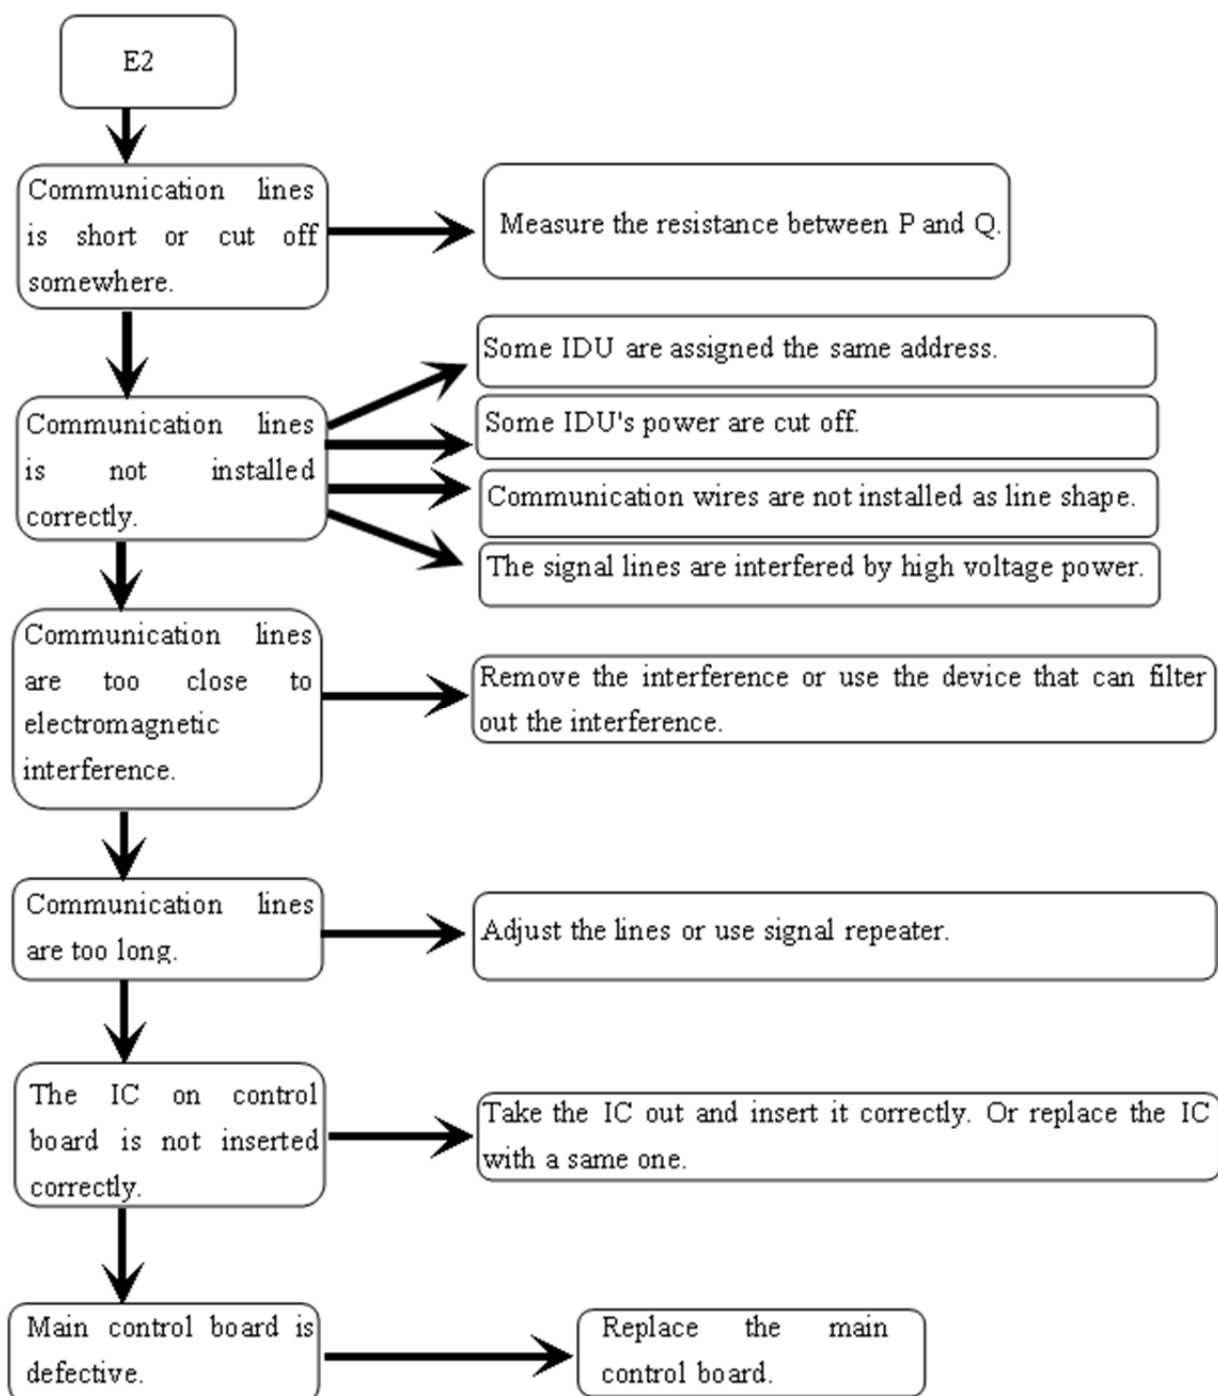 E2
Communication lines
is short or cut off
somewhere.
Measure the resistance between P and Q.
Communication lines
is not installed
correctly.
Some IDU are assigned the same address.
Some IDU's power are cut off.
Communication wires are not installed as line shape.
The signal lines are interfered by high voltage power.
Communication lines
are too close to
electromagnetic
interference.
Remove the interference or use the device that can filter
out the interference.
Communication lines
are too long.
Adjust the lines or use signal repeater.
The IC on control
board is not inserted
correctly.
Take the IC out and insert it correctly. Or replace the IC
with a same one.
Main control board is
defective.
Replace the main
control board.